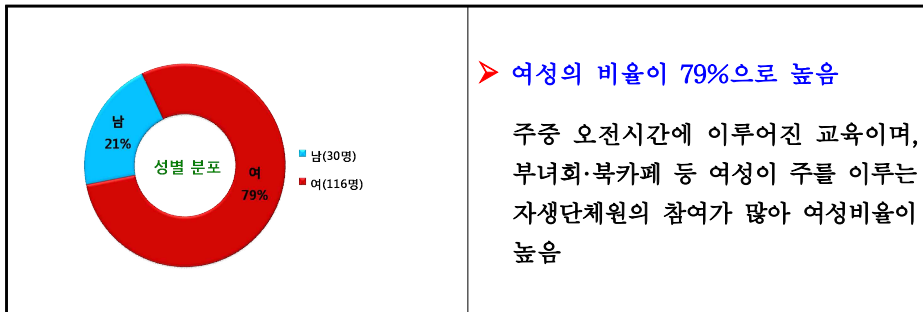 남
21%
성별 분포
여
79%
남(30명)
여(116명)
➢ 여성의 비율이 79%으로 높음
주중 오전시간에 이루어진 교육이며,
부녀회·북카페 등 여성이 주를 이루는
자생단체원의 참여가 많아 여성비율이
높음